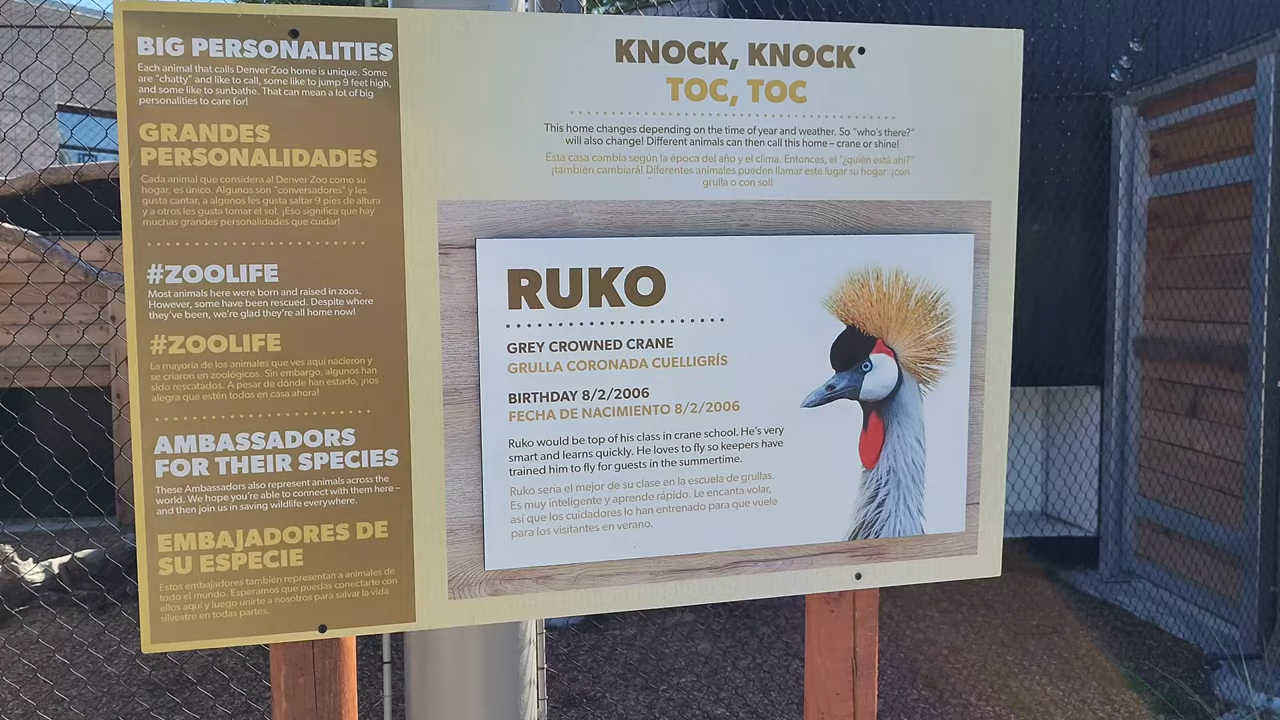 BIG PERSONALITIES
Each animal that calls Denver Zoo home is unique. Some
are "chatty" and like to call, some like to jump 9 feet high,
and some like to sunbathe. That can mean a lot of big
personalities to care for!
GRANDES
PERSONALIDADES
Cada animal que considera al Denver Zoo como su
hogar, es único. Algunos son "conversadores" y les
gusta cantar, a algunos les gusta saltar 9 pies de altura
y a otros les gusta tomar el sol. ¡Eso significa que hay
muchas grandes personalidades que cuidar!
#ZOOLIFE
Most animals here were born and raised in zoos.
However, some have been rescued. Despite where
they've been, we're glad they're all home now!
#ZOOLIFE
La mayoría de los animales que ves aquí nacieron y
se criaron en zoológicos. Sin embargo, algunos han
sido rescatados. A pesar de dónde han estado, ¡nos
alegra que estén todos en casa ahora!
AMBASSADORS
FOR THEIR SPECIES
These Ambassadors also represent animals across the
world. We hope you're able to connect with them here –
and then join us in saving wildlife everywhere.
EMBAJADORES DE
SU ESPECIE
Estos embajadores también representan a animales de
todo el mundo. Esperamos que puedas conectarte con
ellos aquí y luego unirte a nosotros para salvar la vida
silvestre en todas partes.
KNOCK, KNOCK
TOC, TOC
This home changes depending on the time of year and weather. So "who's there?"
will also change! Different animals can then call this home – crane or shine!
Esta casa cambia según la época del año y el clima. Entonces, el "¿quién está ahí?"
¡también cambiará! Diferentes animales pueden llamar este lugar su hogar: ¡con
grulla o con sol!
RUKO
GREY CROWNED CRANE
GRULLA CORONADA CUELLIGRÍS
BIRTHDAY 8/2/2006
FECHA DE NACIMIENTO 8/2/2006
Ruko would be top of his class in crane school. He's very
smart and learns quickly. He loves to fly so keepers have
trained him to fly for guests in the summertime.
Ruko sería el mejor de su clase en la escuela de grullas.
Es muy inteligente y aprende rápido. Le encanta volar,
así que los cuidadores lo han entrenado para que vuele
para los visitantes en verano.